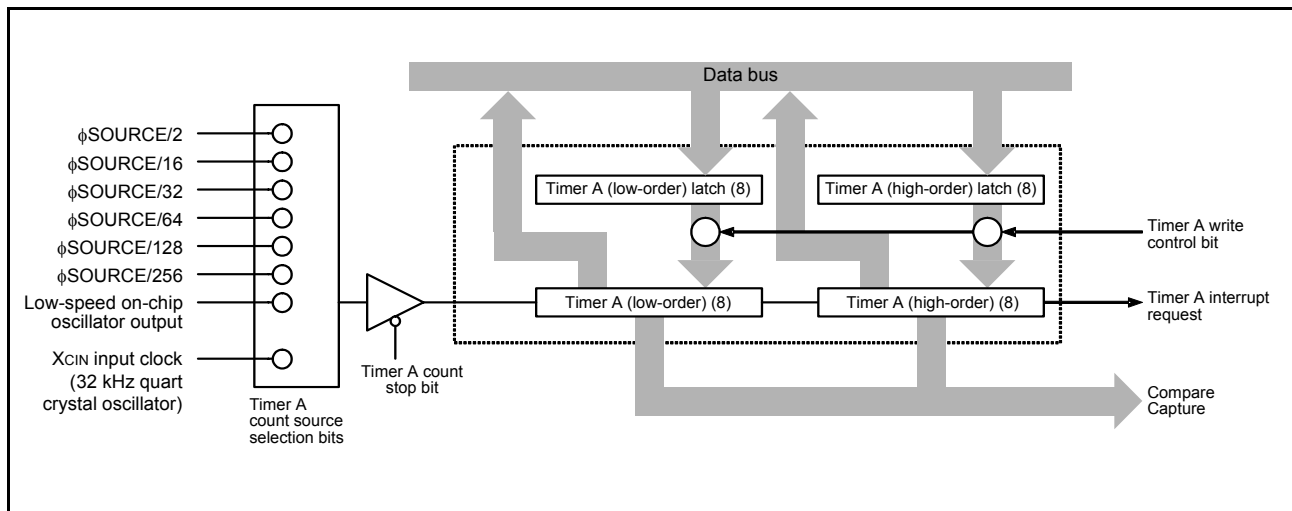 Data bus
φSOURCE/2
φSOURCE/16
φSOURCE/32
φSOURCE/64
φSOURCE/128
φSOURCE/256
Low-speed on-chip
oscillator output
XCIN input clock
(32 kHz quart
crystal oscillator)
Timer A
count source
selection bits
Timer A count
stop bit
Timer A (low-order) latch (8)
Timer A (high-order) latch (8)
Timer A write
control bit
Timer A (low-order) (8)
Timer A (high-order) (8)
Timer A interrupt
request
Compare
Capture